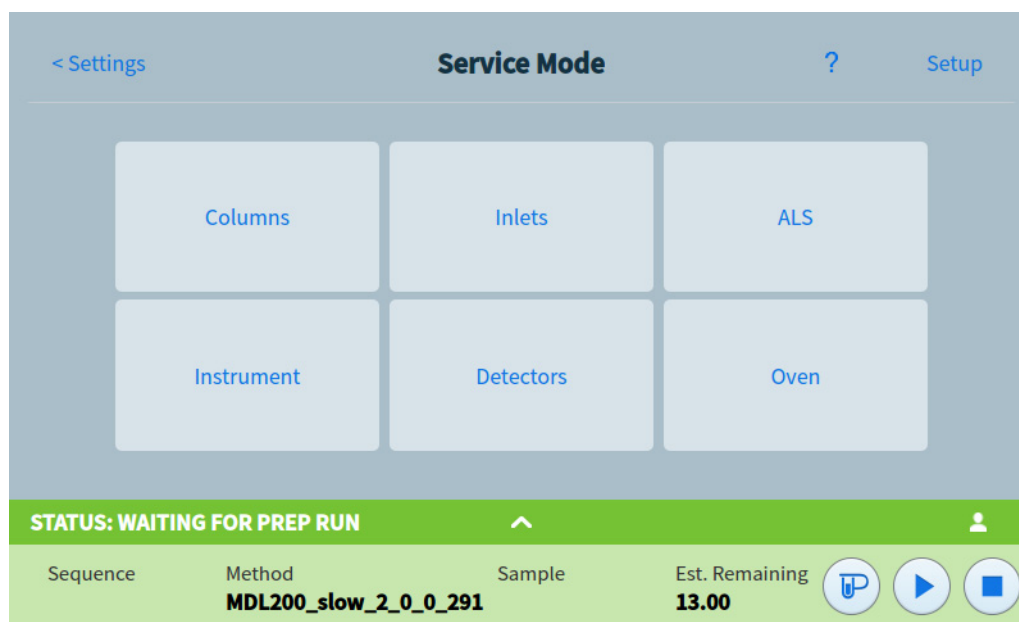 < Settings Service Mode ? Setup
Columns Inlets ALS
Instrument Detectors Oven
STATUS: WAITING FOR PREP RUN
Sequence Method Sample Est. Remaining
MDL200_slow_2_0_0_291 13.00